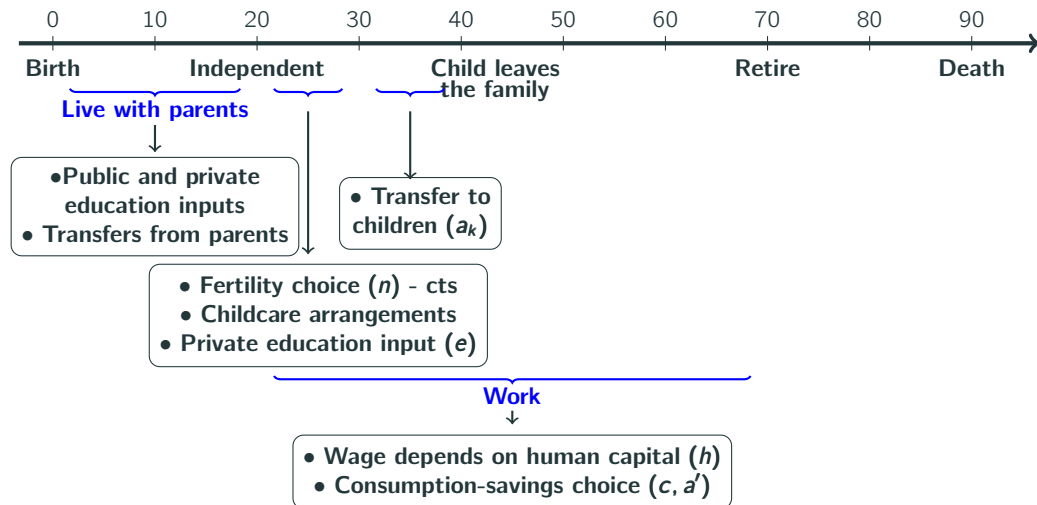 0 10 20 30 40 50 60 70 80 90
Birth Independent Child leaves Retire Death
the family
Live with parents
•Public and private
education inputs
• Transfers from parents
• Transfer to
children (aₖ)
• Fertility choice (n) - cts
• Childcare arrangements
• Private education input (e)
Work
• Wage depends on human capital (h)
• Consumption-savings choice (c, a′)